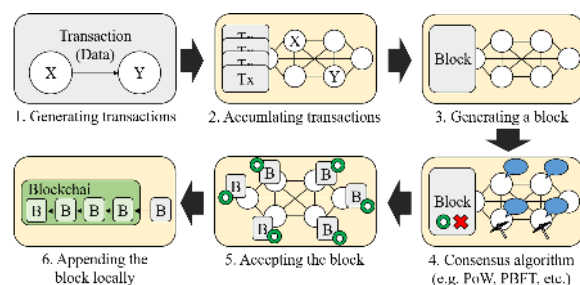 Transaction
(Data)
X
Y
1. Generating transactions
Tx
Tx
Tx
Tx
X
Y
2. Accumlating transactions
Block
3. Generating a block
Block
4. Consensus algorithm
(e.g. PoW, PBFT, etc.)
B
B
B
B
B
B
5. Accepting the block
Blockchai
B
B
B
B
B
6. Appending the
block locally